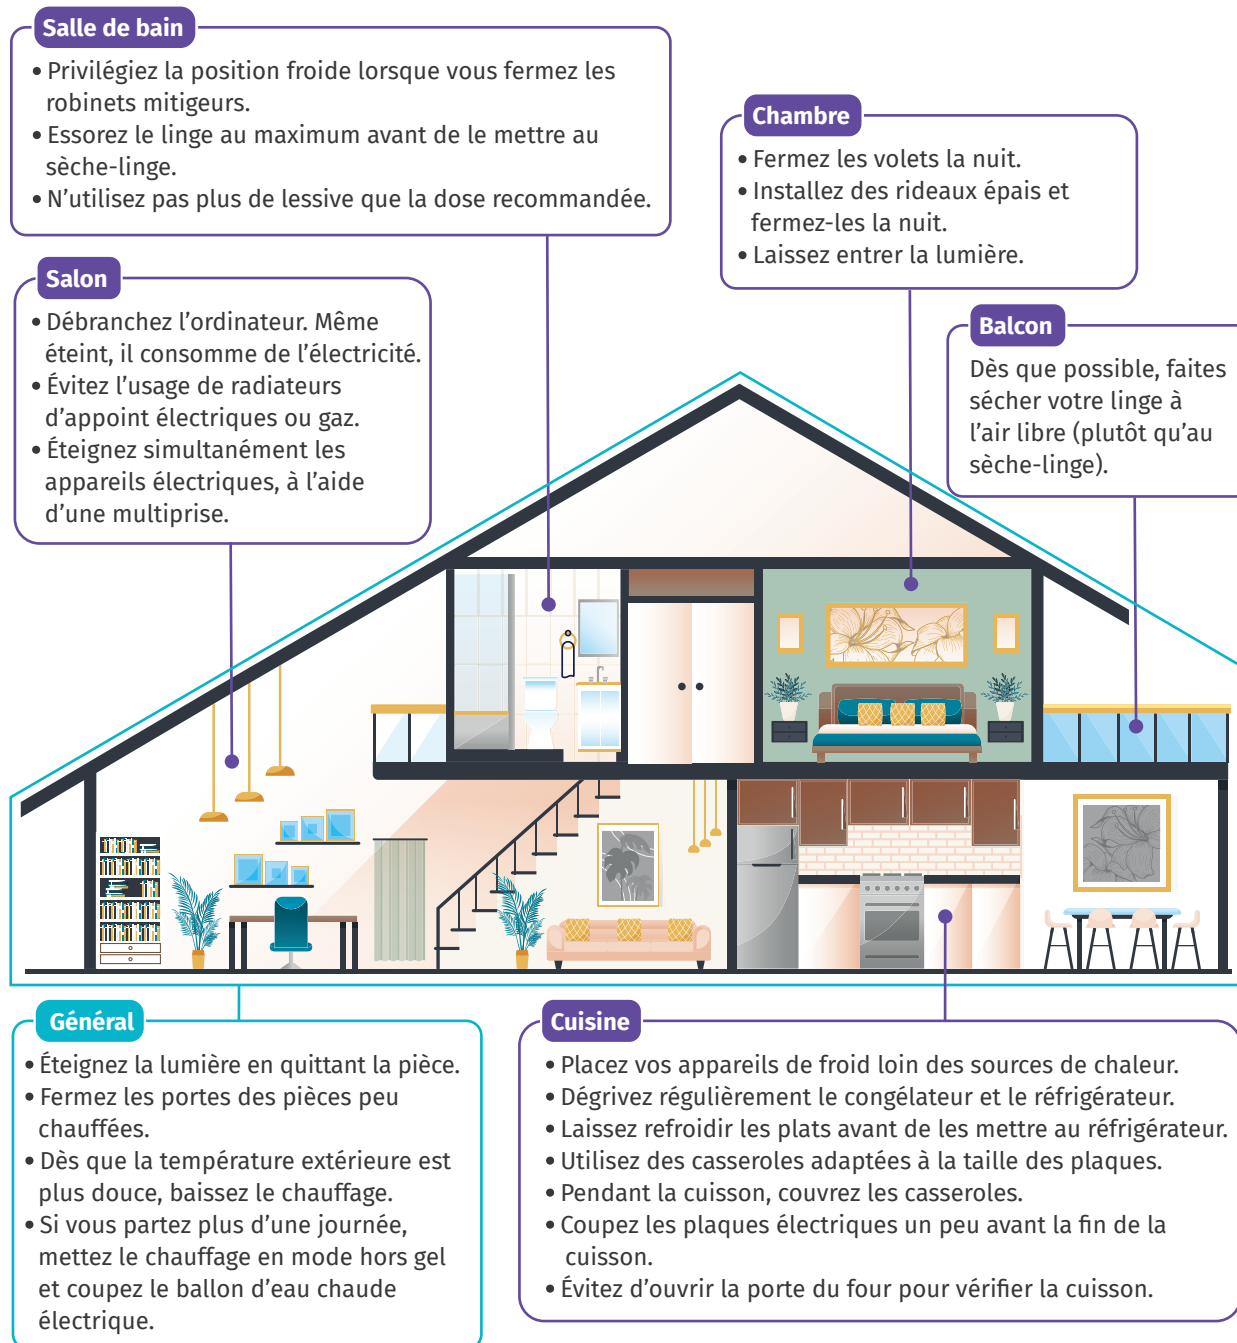 Salle de bain
• Privilégiez la position froide lorsque vous fermez les
robinets mitigeurs.
• Essorez le linge au maximum avant de le mettre au
sèche-linge.
• N’utilisez pas plus de lessive que la dose recommandée.
Chambre
• Fermez les volets la nuit.
• Installez des rideaux épais et
fermez-les la nuit.
• Laissez entrer la lumière.
Salon
• Débranchez l’ordinateur. Même
éteint, il consomme de l’électricité.
• Évitez l’usage de radiateurs
d’appoint électriques ou gaz.
• Éteignez simultanément les
appareils électriques, à l’aide
d’une multiprise.
Balcon
Dès que possible, faites
sécher votre linge à
l’air libre (plutôt qu’au
sèche-linge).
Général
• Éteignez la lumière en quittant la pièce.
• Fermez les portes des pièces peu
chauffées.
• Dès que la température extérieure est
plus douce, baissez le chauffage.
• Si vous partez plus d’une journée,
mettez le chauffage en mode hors gel
et coupez le ballon d’eau chaude
électrique.
Cuisine
• Placez vos appareils de froid loin des sources de chaleur.
• Dégrivez régulièrement le congélateur et le réfrigérateur.
• Laissez refroidir les plats avant de les mettre au réfrigérateur.
• Utilisez des casseroles adaptées à la taille des plaques.
• Pendant la cuisson, couvrez les casseroles.
• Coupez les plaques électriques un peu avant la fin de la
cuisson.
• Évitez d’ouvrir la porte du four pour vérifier la cuisson.